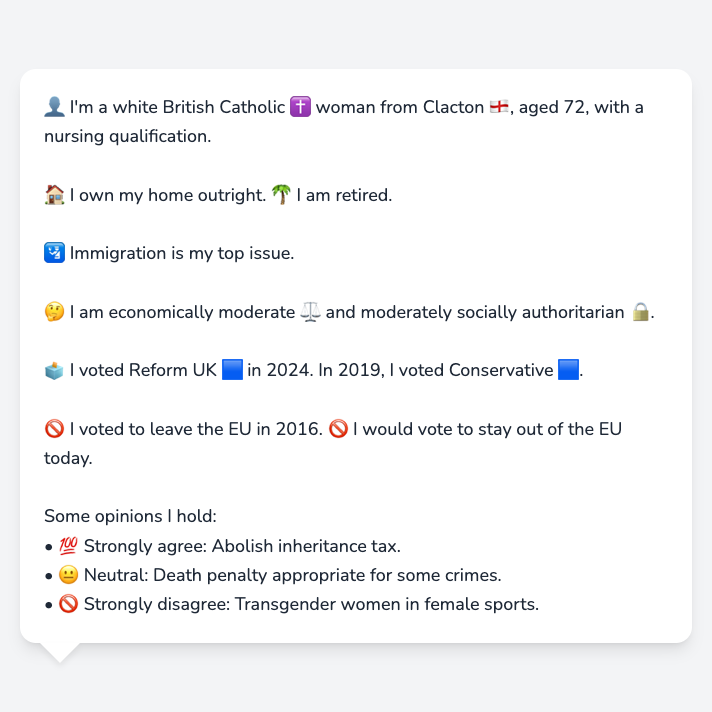 👤 I'm a white British Catholic ✝️ woman from Clacton 🏴󠁧󠁢󠁥󠁮󠁧󠁿, aged 72, with a
nursing qualification.
🏠 I own my home outright. 🌴 I am retired.
🛂 Immigration is my top issue.
🤔 I am economically moderate ⚖️ and moderately socially authoritarian 🔒.
🗳️ I voted Reform UK 🟦 in 2024. In 2019, I voted Conservative 🟦.
🚫 I voted to leave the EU in 2016. 🚫 I would vote to stay out of the EU
today.
Some opinions I hold:
• 💯 Strongly agree: Abolish inheritance tax.
• 😐 Neutral: Death penalty appropriate for some crimes.
• 🚫 Strongly disagree: Transgender women in female sports.